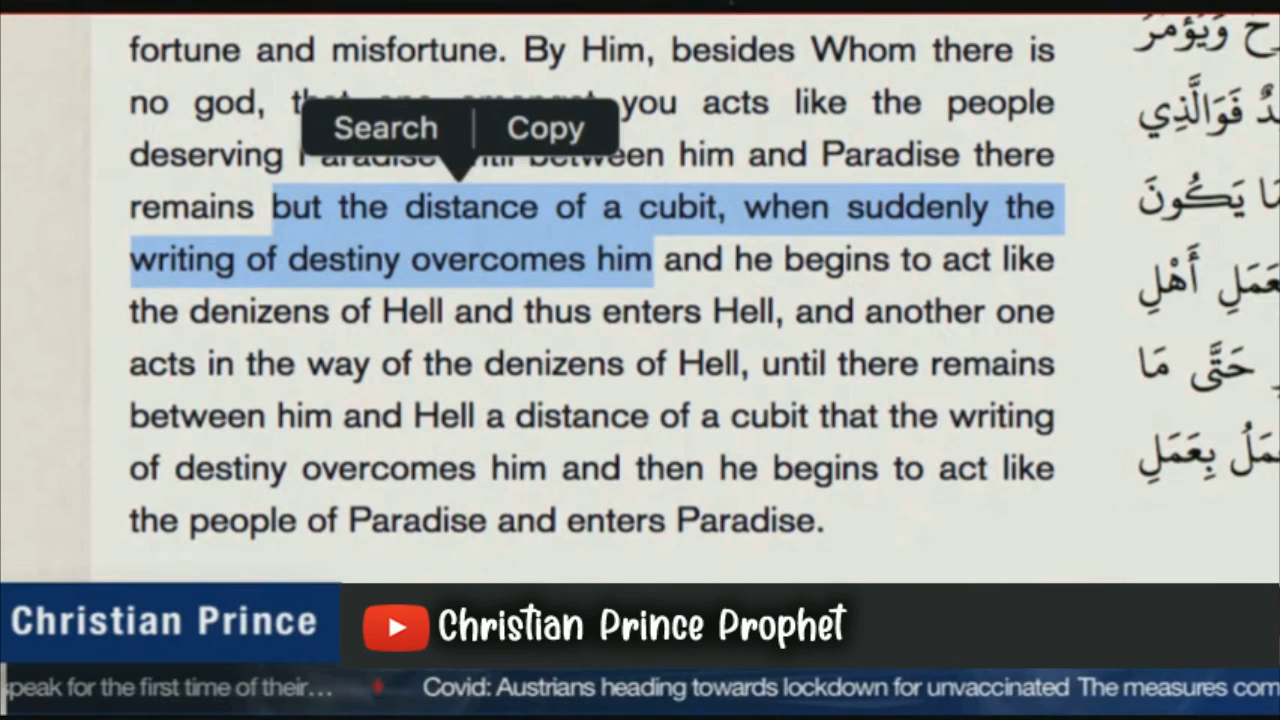 fortune and misfortune. By Him, besides Whom there is
no god, you acts like the people
deserving between him and Paradise there
Search Copy
remains but the distance of a cubit, when suddenly the
writing of destiny overcomes him and he begins to act like
the denizens of Hell and thus enters Hell, and another one
acts in the way of the denizens of Hell, until there remains
between him and Hell a distance of a cubit that the writing
of destiny overcomes him and then he begins to act like
the people of Paradise and enters Paradise.
وَيُؤْمَرُ
فَوَالَّذِي
يَكُونَ
أَهْلِ
حَتَّى مَا
بِعَمَلِ
Christian Prince
Christian Prince Prophet
speak for the first time of their... Covid: Austrians heading towards lockdown for unvaccinated The measures com